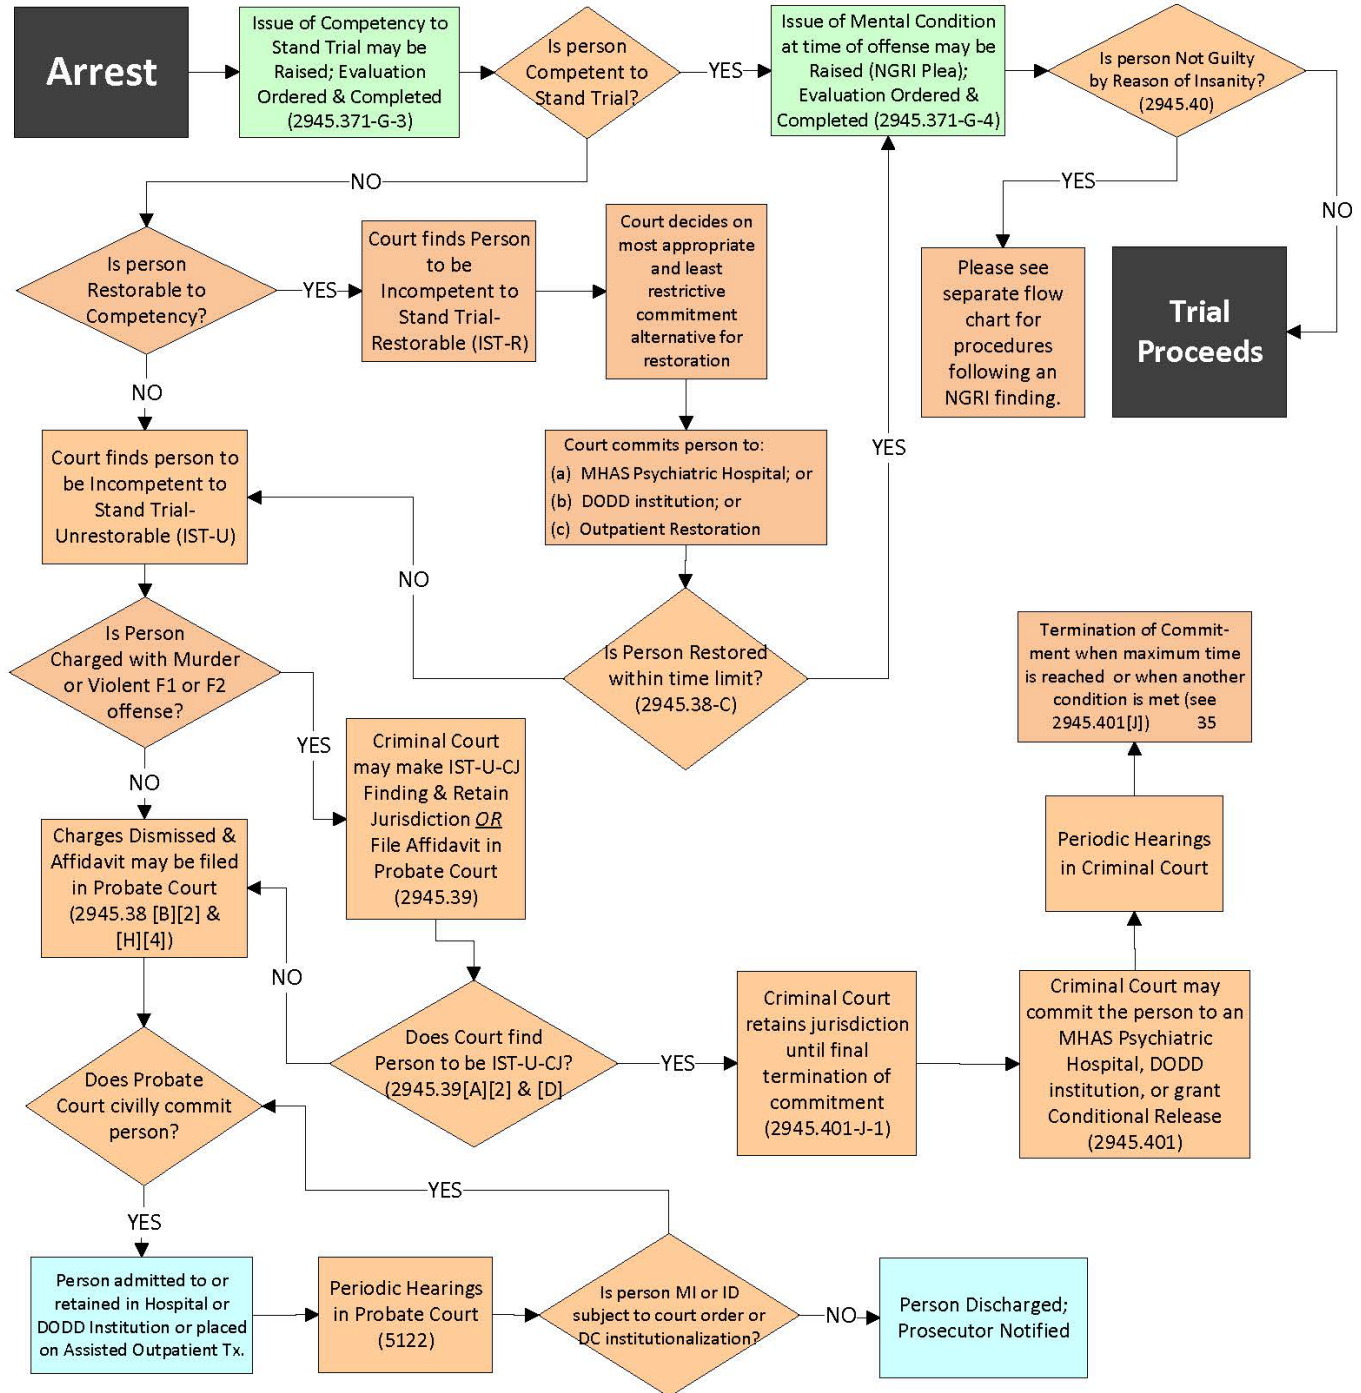 Arrest
Issue of Competency to
Stand Trial may be
Raised; Evaluation
Ordered & Completed
(2945.371-G-3)
Is person
Competent to
Stand Trial?
YES
Issue of Mental Condition
at time of offense may be
Raised (NGRI Plea);
Evaluation Ordered &
Completed (2945.371-G-4)
Is person Not Guilty
by Reason of Insanity?
(2945.40)
NO
YES
NO
Is person
Restorable to
Competency?
YES
Court finds Person
to be
Incompetent to
Stand Trial-
Restorable (IST-R)
Court decides on
most appropriate
and least
restrictive
commitment
alternative for
restoration
Please see
separate flow
chart for
procedures
following an
NGRI finding.
Trial
Proceeds
NO
Court finds person to
be Incompetent to
Stand Trial-
Unrestorable (IST-U)
Court commits person to:
(a) MHAS Psychiatric Hospital; or
(b) DODD institution; or
(c) Outpatient Restoration
YES
NO
Is Person Restored
within time limit?
(2945.38-C)
Is Person
Charged with Murder
or Violent F1 or F2
offense?
YES
Termination of Commit-
ment when maximum time
is reached or when another
condition is met (see
2945.401[J]) 35
NO
Criminal Court
may make IST-U-CJ
Finding & Retain
Jurisdiction OR
File Affidavit in
Probate Court
(2945.39)
Periodic Hearings
in Criminal Court
Charges Dismissed &
Affidavit may be filed
in Probate Court
(2945.38 [B][2] &
[H][4])
NO
Does Court find
Person to be IST-U-CJ?
(2945.39[A][2] & [D]
YES
Criminal Court
retains jurisdiction
until final
termination of
commitment
(2945.401-J-1)
Criminal Court may
commit the person to an
MHAS Psychiatric
Hospital, DODD
institution, or grant
Conditional Release
(2945.401)
Does Probate
Court civilly commit
person?
YES
YES
Person admitted to or
retained in Hospital or
DODD Institution or placed
on Assisted Outpatient Tx.
Periodic Hearings
in Probate Court
(5122)
Is person MI or ID
subject to court order or
DC institutionalization?
NO
Person Discharged;
Prosecutor Notified